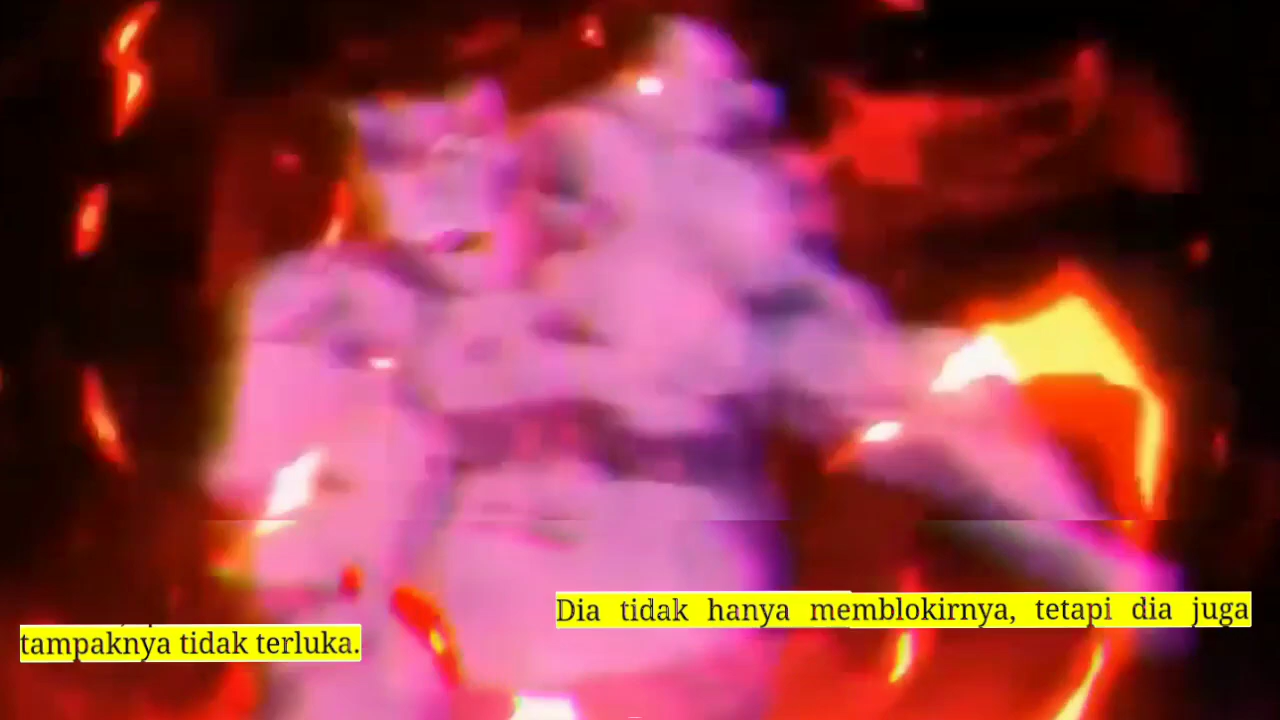 Dia tidak hanya memblokirnya, tetapi dia juga
tampaknya tidak terluka.